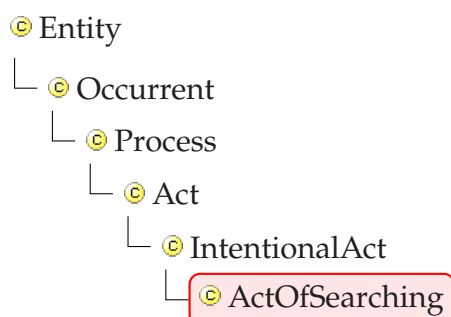 © Entity
© Occurrent
© Process
© Act
© IntentionalAct
© ActOfSearching